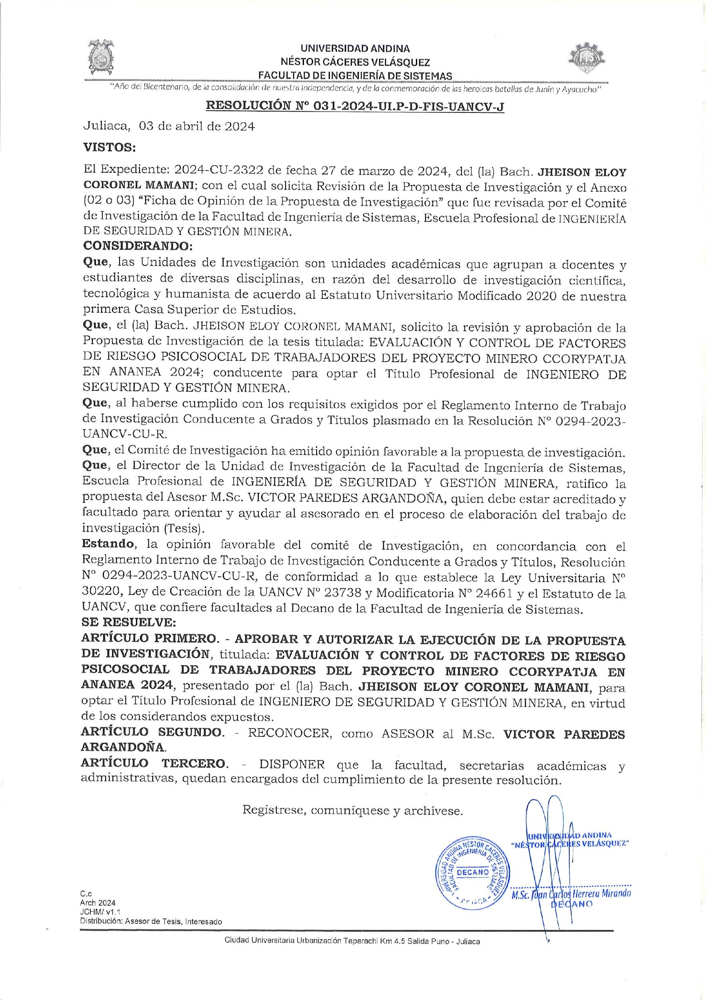 UNIVERSIDAD ANDINA
NÉSTOR CÁCERES VELÁSQUEZ
FACULTAD DE INGENIERÍA DE SISTEMAS
"Año del Bicentenario, de la consolidación de nuestra Independencia, y de la conmemoración de las heroicas batallas de Junín y Ayacucho"
RESOLUCIÓN Nº 031-2024-UI.P-D-FIS-UANCV-J
Juliaca, 03 de abril de 2024
VISTOS:
El Expediente: 2024-CU-2322 de fecha 27 de marzo de 2024, del (la) Bach. JHEISON ELOY
CORONEL MAMANI; con el cual solicita Revisión de la Propuesta de Investigación y el Anexo
(02 o 03) “Ficha de Opinión de la Propuesta de Investigación” que fue revisada por el Comité
de Investigación de la Facultad de Ingeniería de Sistemas, Escuela Profesional de INGENIERÍA
DE SEGURIDAD Y GESTIÓN MINERA.
CONSIDERANDO:
Que, las Unidades de Investigación son unidades académicas que agrupan a docentes y
estudiantes de diversas disciplinas, en razón del desarrollo de investigación científica,
tecnológica y humanista de acuerdo al Estatuto Universitario Modificado 2020 de nuestra
primera Casa Superior de Estudios.
Que, el (la) Bach. JHEISON ELOY CORONEL MAMANI, solicito la revisión y aprobación de la
Propuesta de Investigación de la tesis titulada: EVALUACIÓN Y CONTROL DE FACTORES
DE RIESGO PSICOSOCIAL DE TRABAJADORES DEL PROYECTO MINERO CCORYPATJA
EN ANANEA 2024; conducente para optar el Título Profesional de INGENIERO DE
SEGURIDAD Y GESTIÓN MINERA.
Que, al haberse cumplido con los requisitos exigidos por el Reglamento Interno de Trabajo
de Investigación Conducente a Grados y Títulos plasmado en la Resolución Nº 0294-2023-
UANCV-CU-R.
Que, el Comité de Investigación ha emitido opinión favorable a la propuesta de investigación.
Que, el Director de la Unidad de Investigación de la Facultad de Ingeniería de Sistemas,
Escuela Profesional de INGENIERÍA DE SEGURIDAD Y GESTIÓN MINERA, ratifico la
propuesta del Asesor M.Sc. VICTOR PAREDES ARGANDOÑA, quien debe estar acreditado y
facultado para orientar y ayudar al asesorado en el proceso de elaboración del trabajo de
investigación (Tesis).
Estando, la opinión favorable del comité de Investigación, en concordancia con el
Reglamento Interno de Trabajo de Investigación Conducente a Grados y Títulos, Resolución
Nº 0294-2023-UANCV-CU-R, de conformidad a lo que establece la Ley Universitaria Nº
30220, Ley de Creación de la UANCV Nº 23738 y Modificatoria Nº 24661 y el Estatuto de la
UANCV, que confiere facultades al Decano de la Facultad de Ingeniería de Sistemas.
SE RESUELVE:
ARTÍCULO PRIMERO. - APROBAR Y AUTORIZAR LA EJECUCIÓN DE LA PROPUESTA
DE INVESTIGACIÓN, titulada: EVALUACIÓN Y CONTROL DE FACTORES DE RIESGO
PSICOSOCIAL DE TRABAJADORES DEL PROYECTO MINERO CCORYPATJA EN
ANANEA 2024, presentado por el (la) Bach. JHEISON ELOY CORONEL MAMANI, para
optar el Título Profesional de INGENIERO DE SEGURIDAD Y GESTIÓN MINERA, en virtud
de los considerandos expuestos.
ARTÍCULO SEGUNDO. - RECONOCER, como ASESOR al M.Sc. VICTOR PAREDES
ARGANDOÑA.
ARTÍCULO TERCERO. - DISPONER que la facultad, secretarias académicas y
administrativas, quedan encargados del cumplimiento de la presente resolución.
Regístrese, comuníquese y archívese.
UNIVERSIDAD ANDINA
"NÉSTOR CÁCERES VELÁSQUEZ"
UNIVERSIDAD ANDINA NESTOR CACERES VELASQUEZ
FACULTAD DE INGENIERIA DE SISTEMAS
DECANO
- JULIACA -
M.Sc. Juan Carlos Herrera Miranda
DECANO
C.c
Arch 2024
JCHM/ v1.1
Distribución: Asesor de Tesis, Interesado
Ciudad Universitaria Urbanización Taparachi Km 4.5 Salida Puno - Juliaca